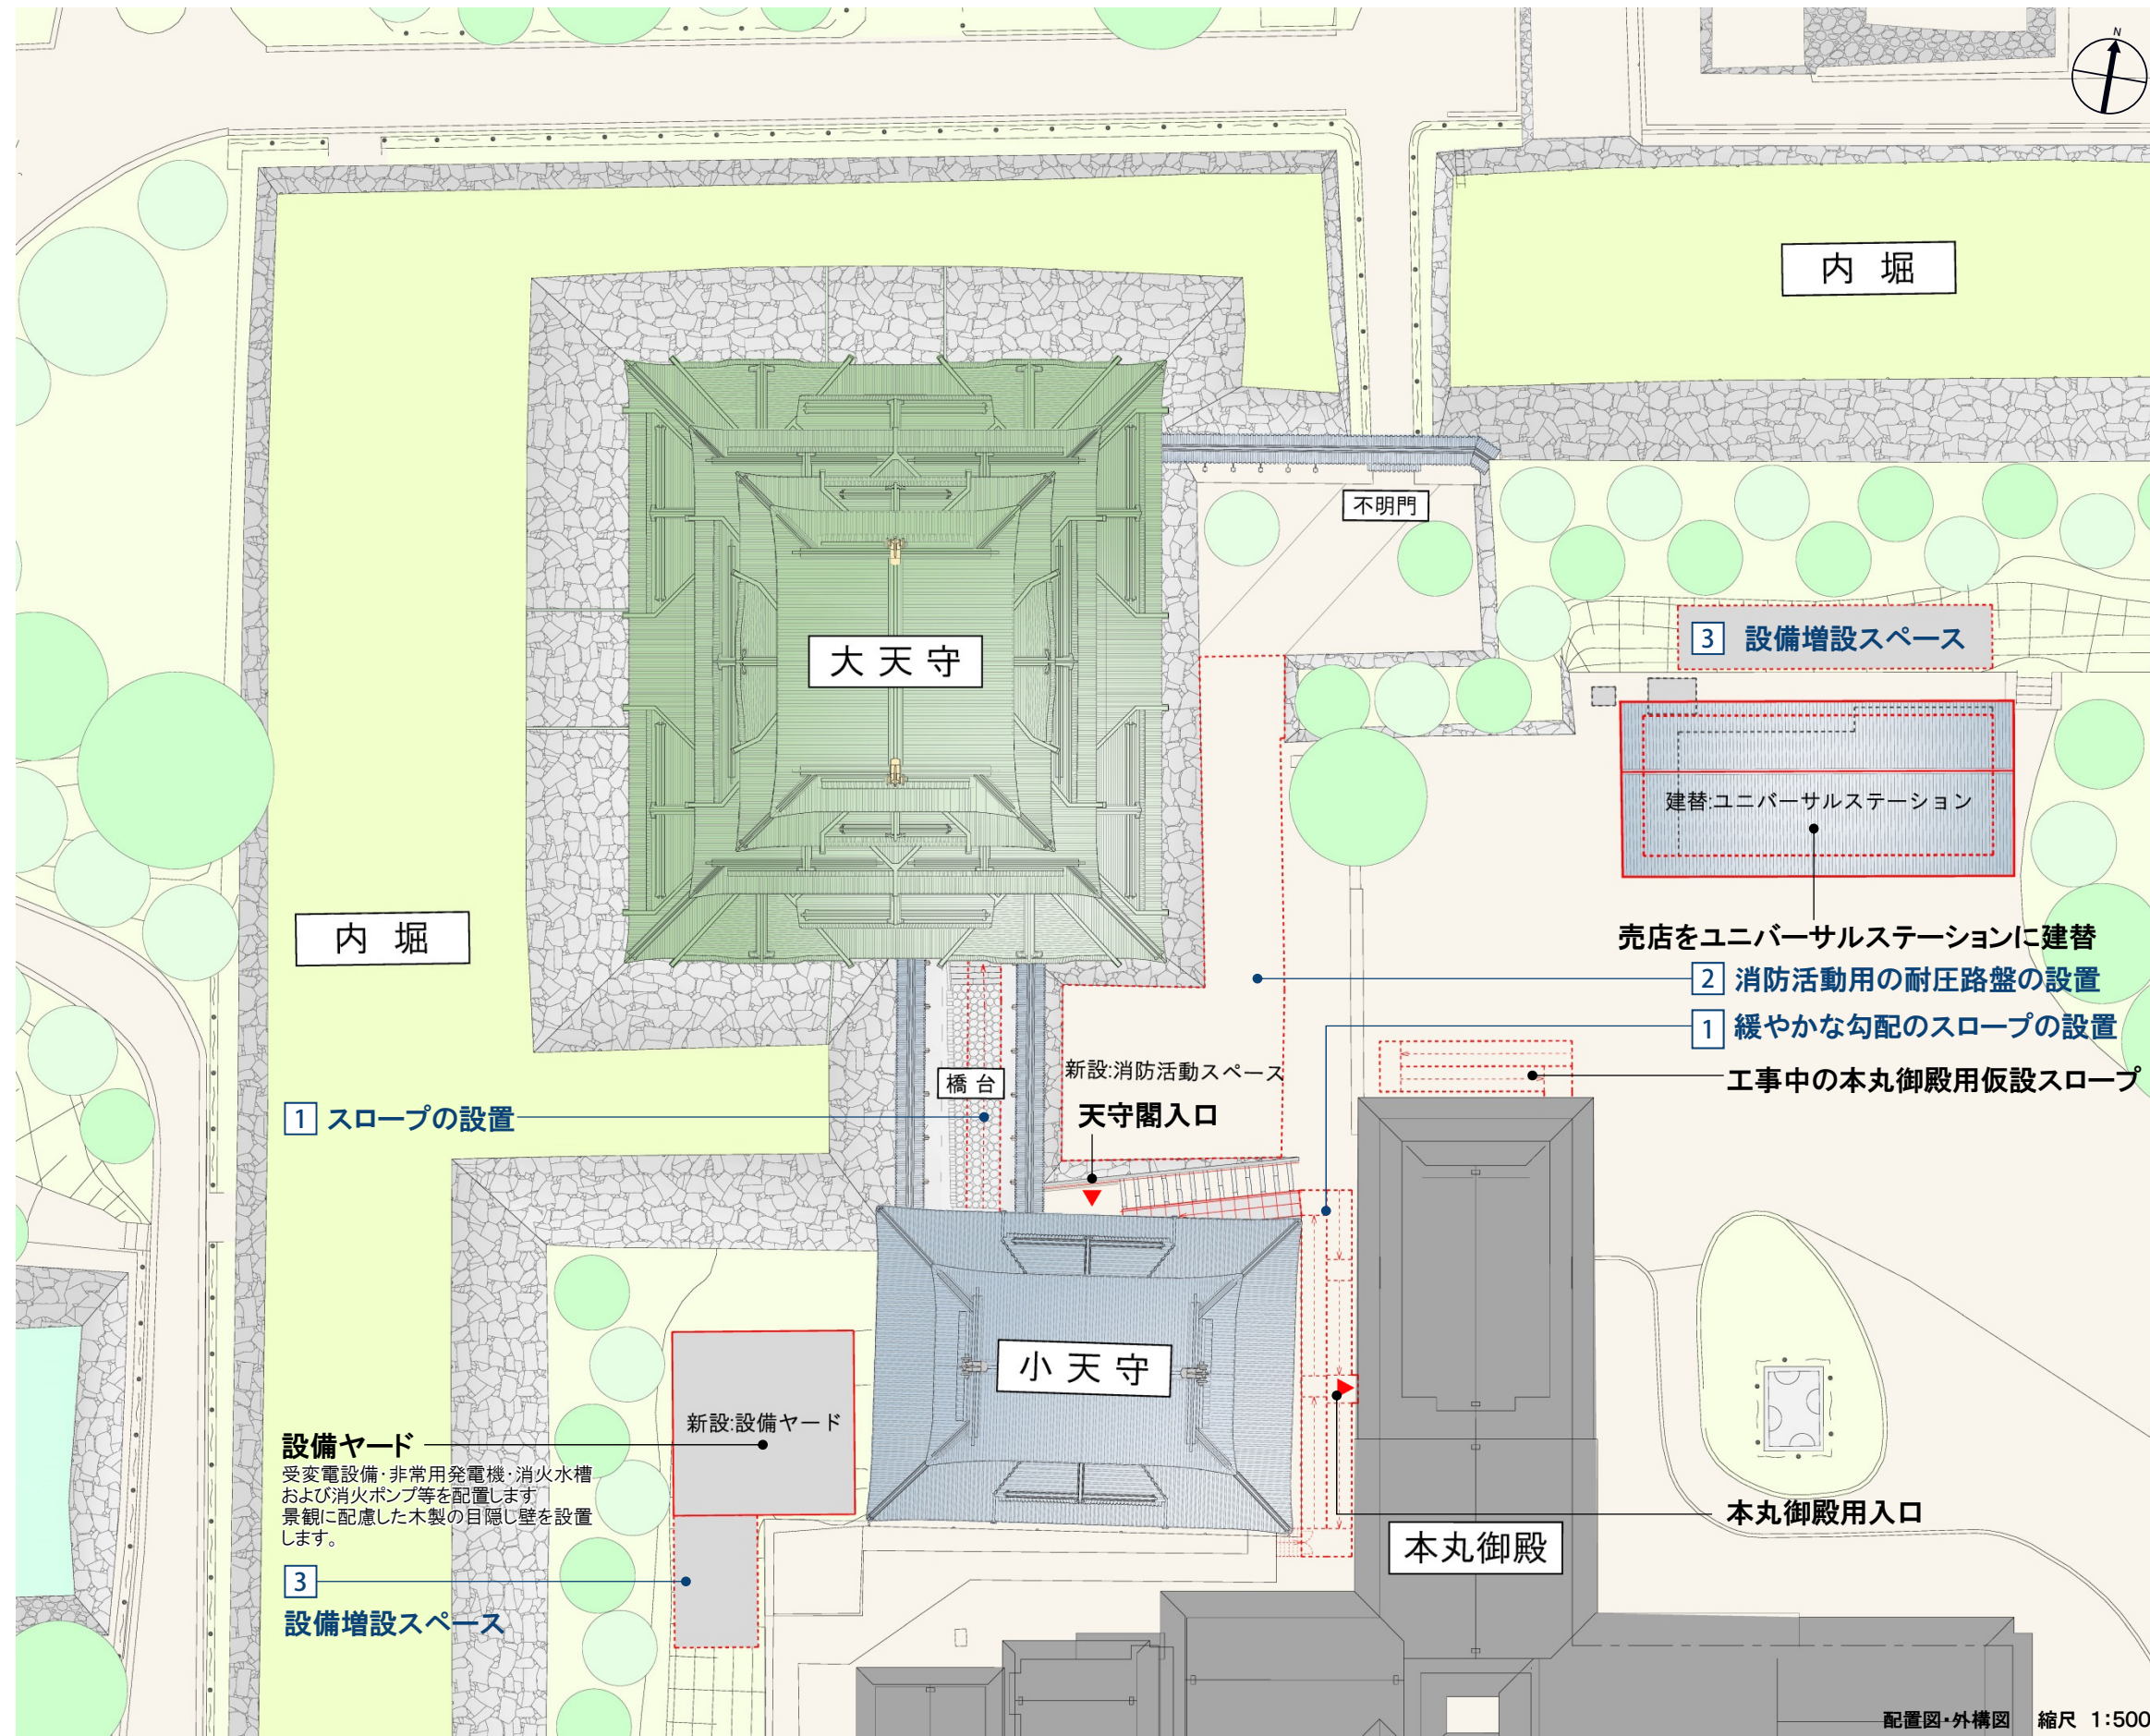 N
内堀
不明門
3 設備増設スペース
大天守
建替:ユニバーサルステーション
内堀
売店をユニバーサルステーションに建替
2 消防活動用の耐圧路盤の設置
1 緩やかな勾配のスロープの設置
新設:消防活動スペース
橋台
工事中の本丸御殿用仮設スロープ
1 スロープの設置
天守閣入口
小天守
新設:設備ヤード
設備ヤード
受変電設備・非常用発電機・消火水槽
および消火ポンプ等を配置します
景観に配慮した木製の目隠し壁を設置
します。
本丸御殿用入口
本丸御殿
3
設備増設スペース
配置図・外構図 縮尺 1:500